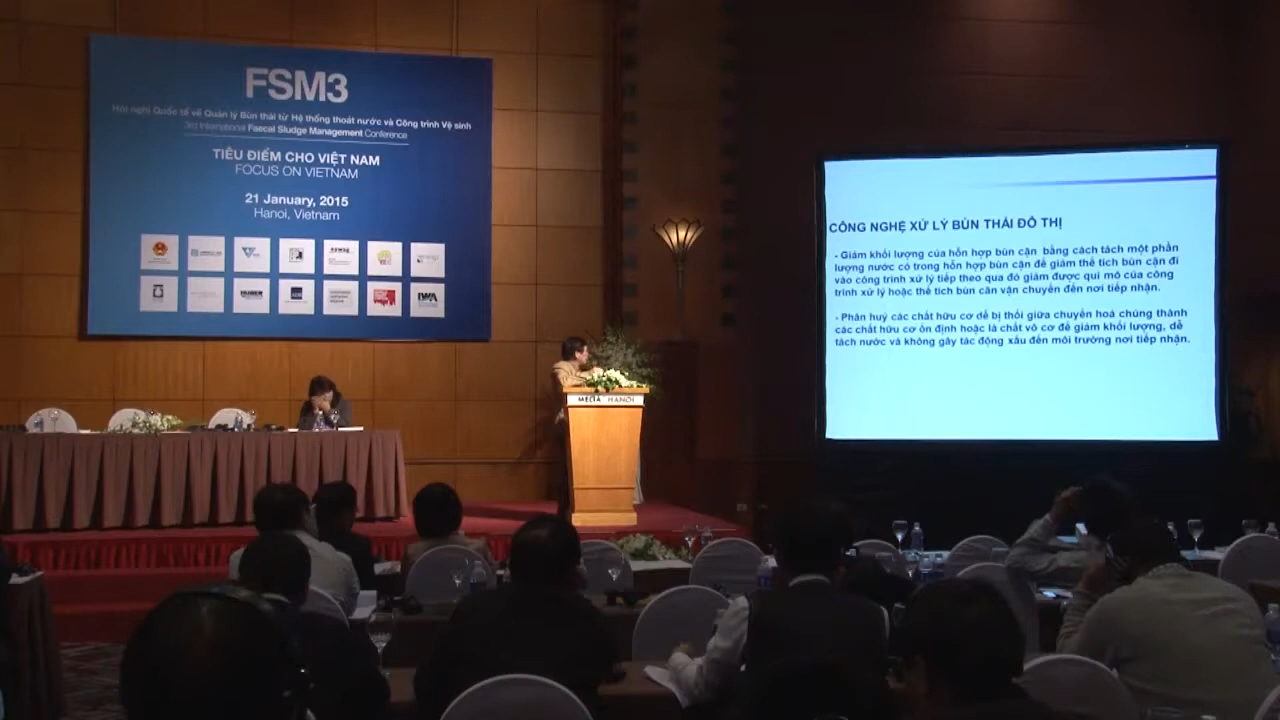 FSM3
Hội nghị Quốc tế về Quản lý Bùn thải từ Hệ thống thoát nước và Công trình Vệ sinh
3rd International Faecal Sludge Management Conference
TIÊU ĐIỂM CHO VIỆT NAM
FOCUS ON VIETNAM
21 January, 2015
Hanoi, Vietnam
IWA
MELIA HANOI
CÔNG NGHỆ XỬ LÝ BÙN THẢI ĐÔ THỊ
- Giảm khối lượng của hỗn hợp bùn cặn bằng cách tách một phần
lượng nước có trong hỗn hợp bùn cặn để giảm thể tích bùn cặn đi
vào công trình xử lý tiếp theo qua đó giảm được qui mô của công
trình xử lý hoặc thể tích bùn cặn vận chuyển đến nơi tiếp nhận.
- Phân huỷ các chất hữu cơ dễ bị thối giữa chuyển hoá chúng thành
các chất hữu cơ ổn định hoặc là chất vô cơ để giảm khối lượng, dễ
tách nước và không gây tác động xấu đến môi trường nơi tiếp nhận.